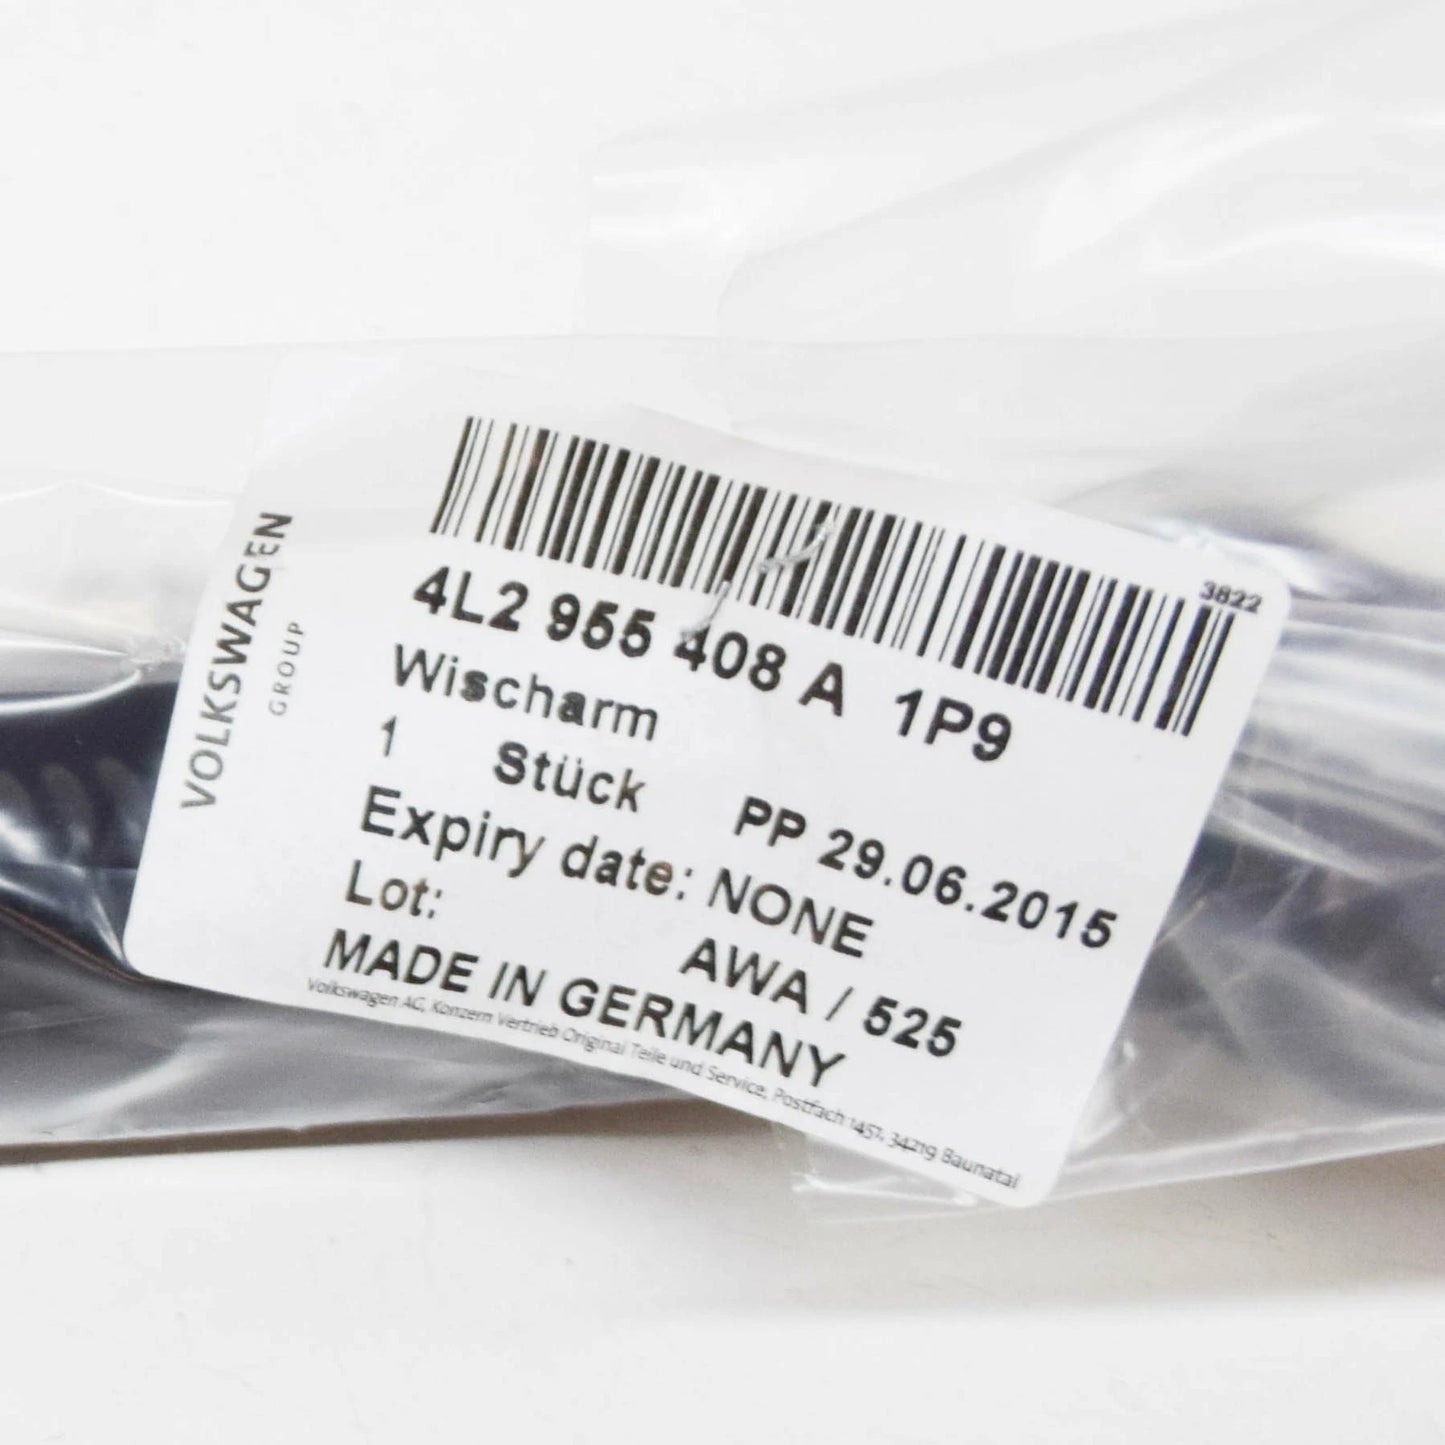 3822
4L2 955 408 A 1P9
Wischarm
1 Stück PP 29.06.2015
Expiry date: NONE
Lot: AWA / 525
MADE IN GERMANY
Volkswagen AG, Konzern Vertrieb Original Teile und Service, Postfach 1451, 34219 Baunatal
VOLKSWAGEN
GROUP